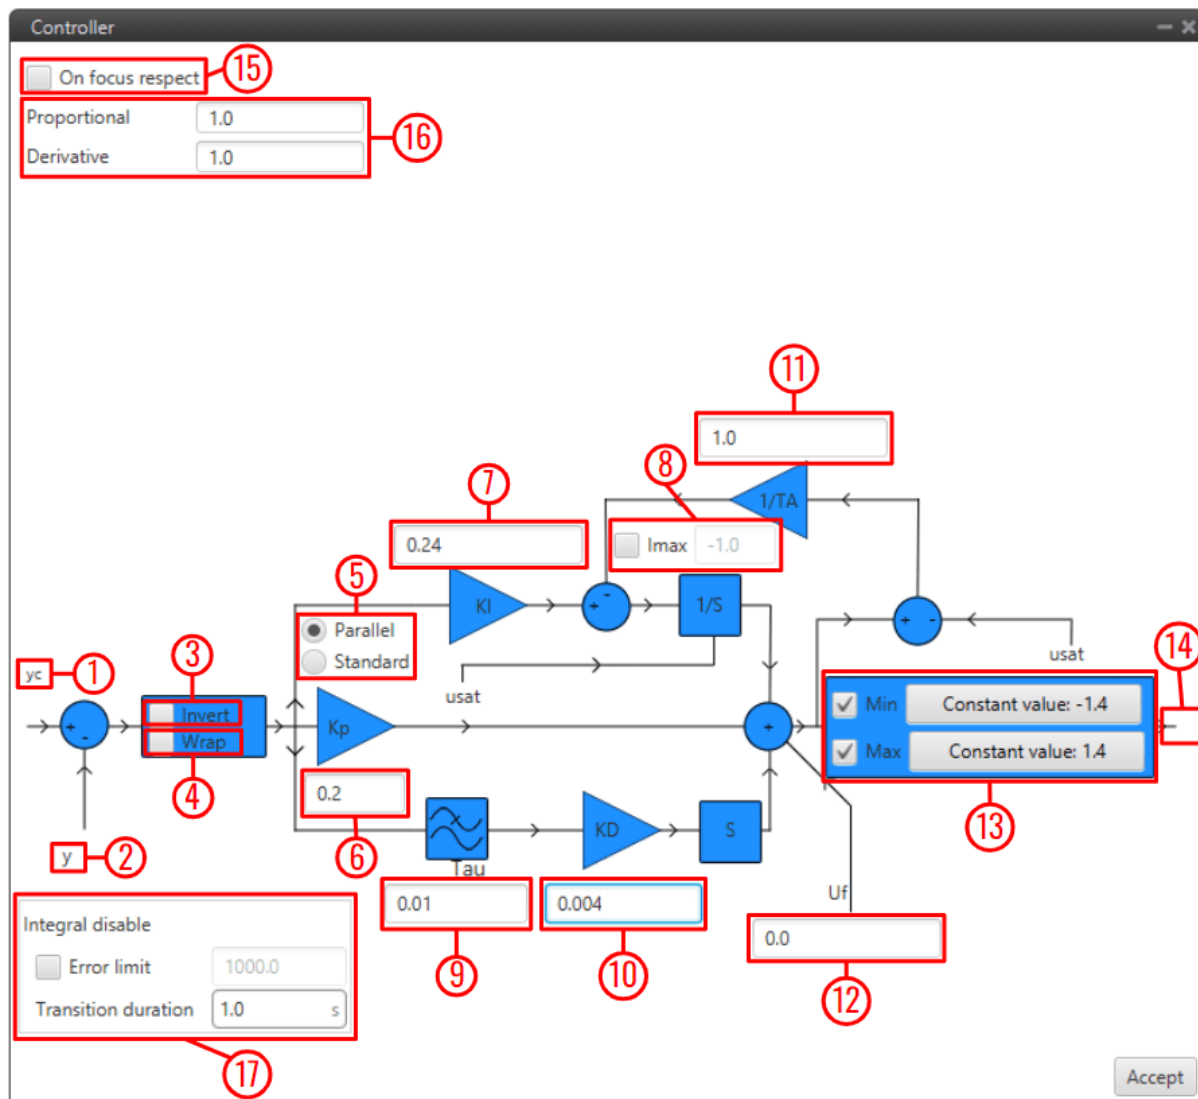 Controller
On focus respect
15
Proportional 1.0
16
Derivative 1.0
11
1.0
8
7
1/TA
0.24
Imax -1.0
5
KI
+ -
1/S
Parallel
+ -
Standard
14
usat
usat
yc
1
3
Min Constant value: -1.4
Invert
+
-
Kp
+
Wrap
Max Constant value: 1.4
4
0.2
13
KD
S
y
2
6
Tau
Uf
0.01
0.004
Integral disable
0.0
Error limit 1000.0
9
10
12
Transition duration 1.0 s
17
Accept